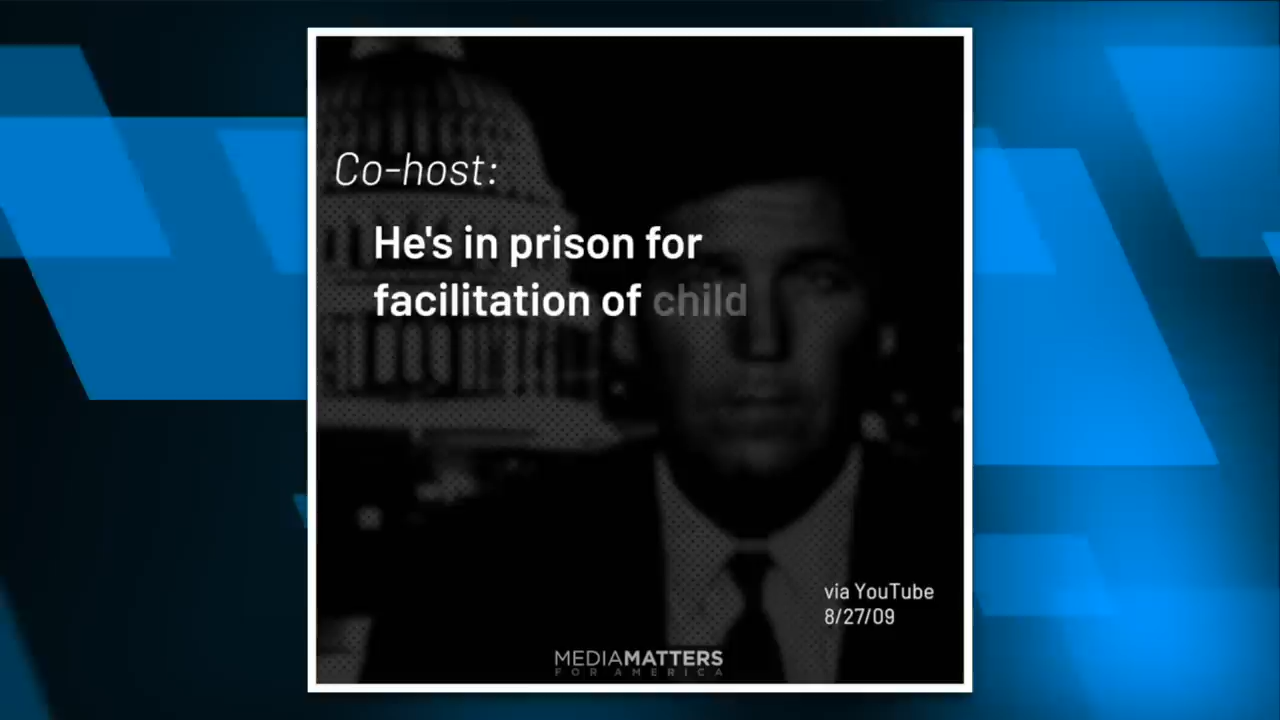 Co-host:
He's in prison for
facilitation of child
via YouTube
8/27/09
MEDIAMATTERS
FOR AMERICA